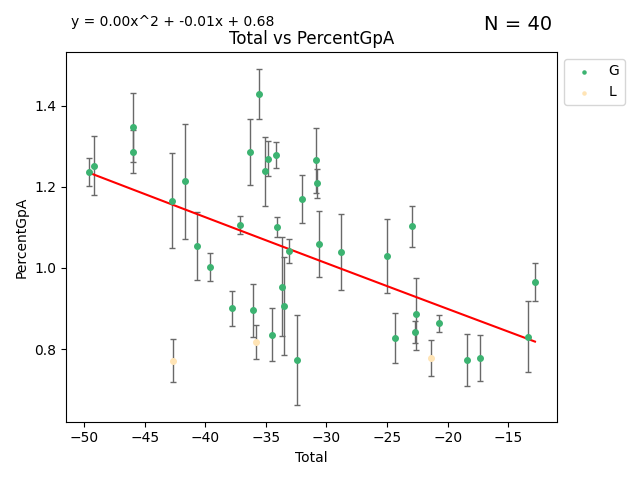 y = 0.00x^2 + -0.01x + 0.68
N = 40
Total vs PercentGpA
G
L
PercentGpA
1.4
1.2
1.0
0.8
−50 −45 −40 −35 −30 −25 −20 −15
Total